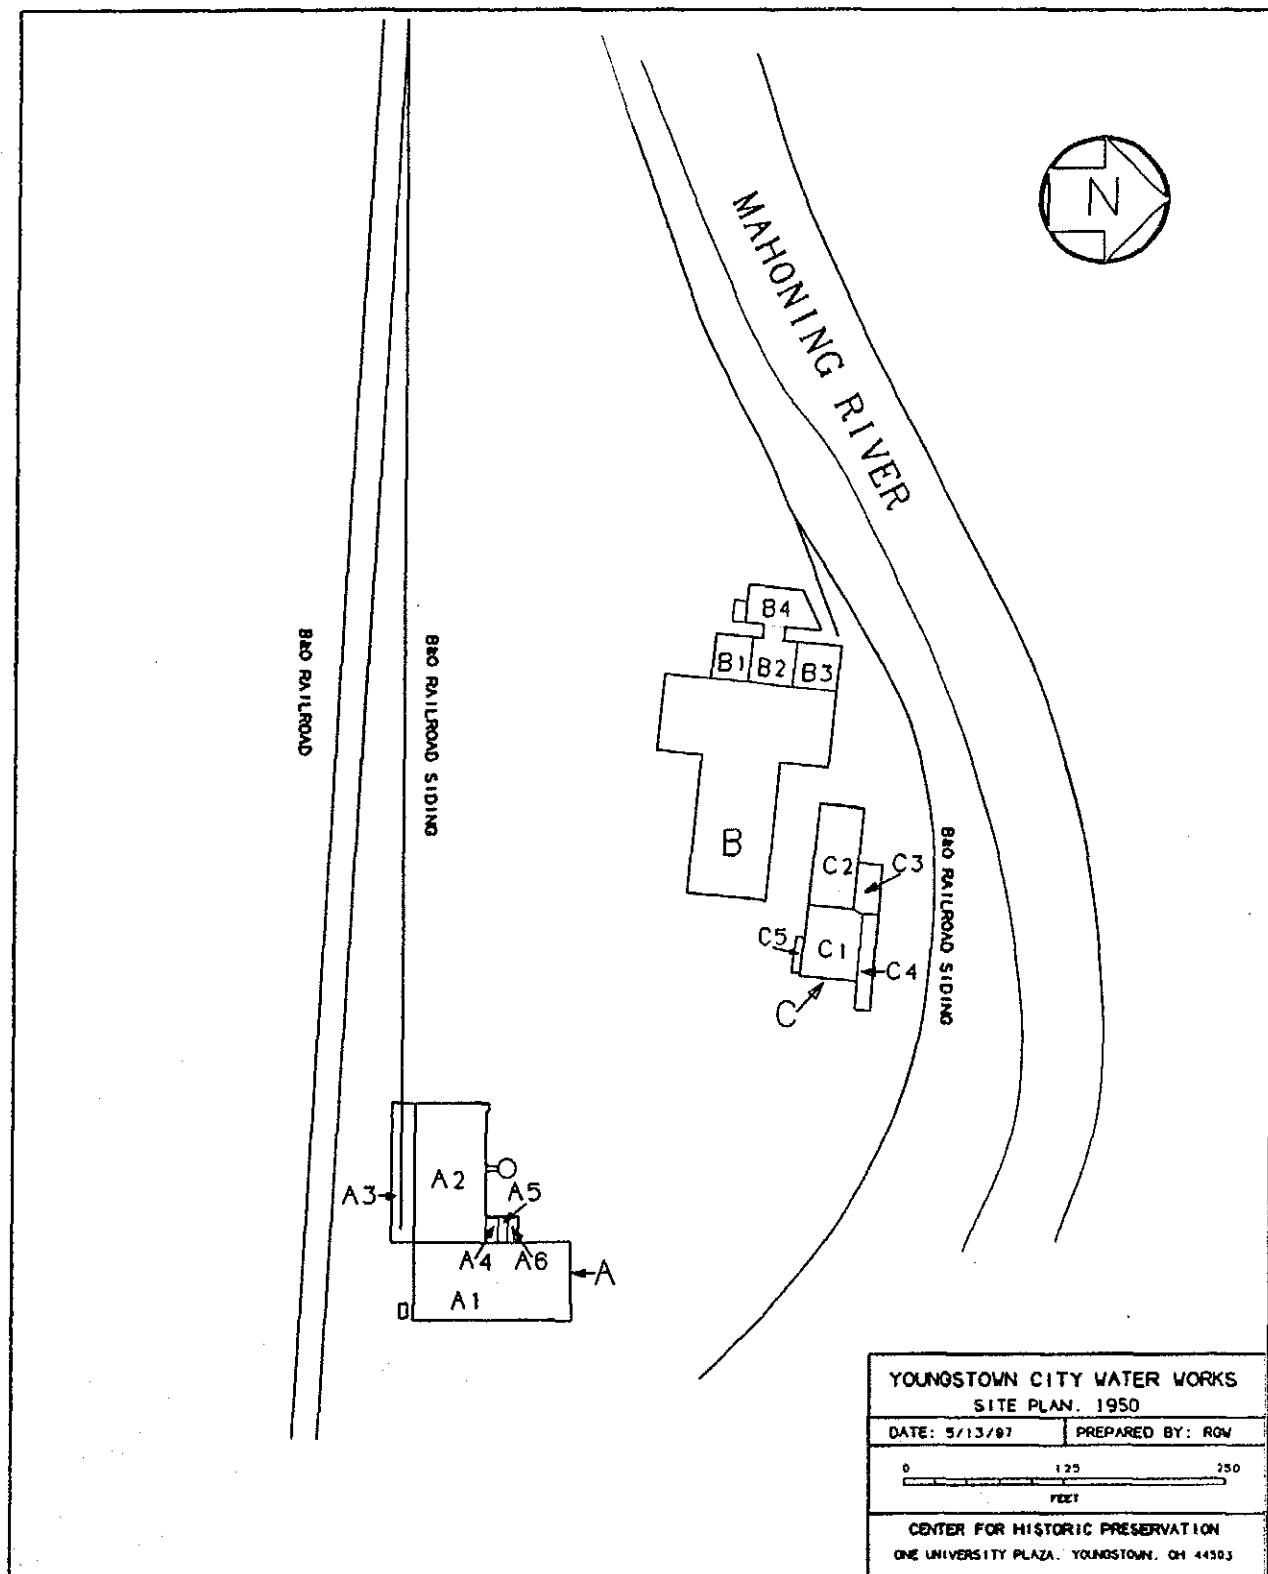 N
MAHONING RIVER
B4
B1 B2 B3
B&O RAILROAD
B&O RAILROAD SIDING
B
C2 C3
B&O RAILROAD SIDING
C5 C1
C4
C
A2
A3 A5
A4 A6
A
A1
YOUNGSTOWN CITY WATER WORKS
SITE PLAN. 1950
DATE: 5/13/87 PREPARED BY: ROW
0 125 250
FEET
CENTER FOR HISTORIC PRESERVATION
ONE UNIVERSITY PLAZA. YOUNGSTOWN. OH 44503